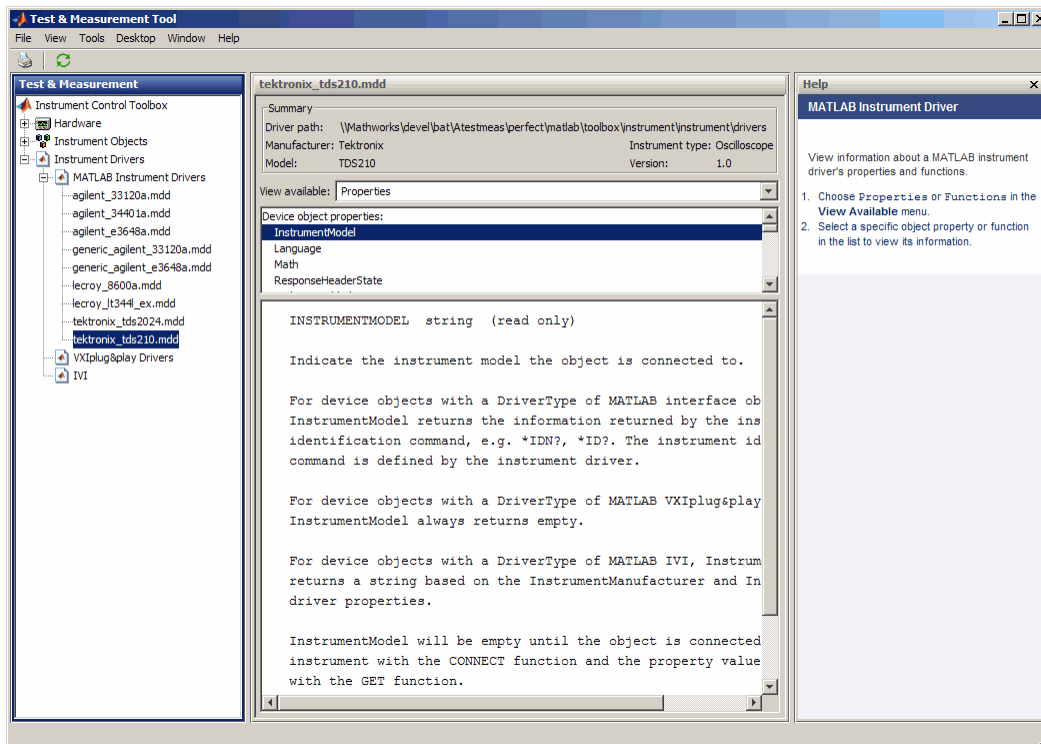 Test & Measurement Tool
File View Tools Desktop Window Help
Test & Measurement
Instrument Control Toolbox
Hardware
Instrument Objects
Instrument Drivers
MATLAB Instrument Drivers
agilent_33120a.mdd
agilent_34401a.mdd
agilent_e3648a.mdd
generic_agilent_33120a.mdd
generic_agilent_e3648a.mdd
lecroy_8600a.mdd
lecroy_lt344l_ex.mdd
tektronix_tds2024.mdd
tektronix_tds210.mdd
VXIplug&play Drivers
IVI
tektronix_tds210.mdd
Summary
Driver path: \\Mathworks\devel\bat\Atestmeas\perfect\matlab\toolbox\instrument\instrument\drivers
Manufacturer: Tektronix Instrument type: Oscilloscope
Model: TDS210 Version: 1.0
View available: Properties
Device object properties:
InstrumentModel
Language
Math
ResponseHeaderState
INSTRUMENTMODEL string (read only)
Indicate the instrument model the object is connected to.
For device objects with a DriverType of MATLAB interface ob
InstrumentModel returns the information returned by the ins
identification command, e.g. *IDN?, *ID?. The instrument id
command is defined by the instrument driver.
For device objects with a DriverType of MATLAB VXIplug&play
InstrumentModel always returns empty.
For device objects with a DriverType of MATLAB IVI, Instrum
returns a string based on the InstrumentManufacturer and In
driver properties.
InstrumentModel will be empty until the object is connected
instrument with the CONNECT function and the property value
with the GET function.
Help
MATLAB Instrument Driver
View information about a MATLAB instrument
driver's properties and functions.
1. Choose Properties or Functions in the
View Available menu.
2. Select a specific object property or function
in the list to view its information.